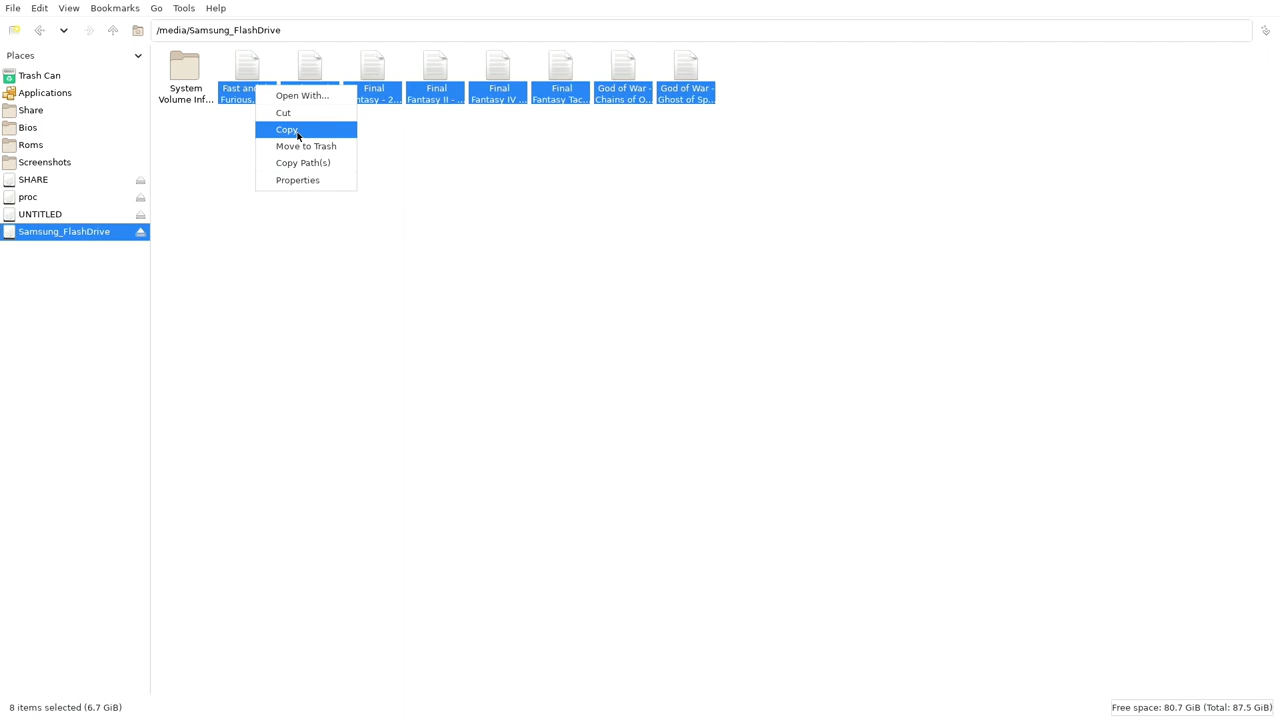 File Edit View Bookmarks Go Tools Help
/media/Samsung_FlashDrive
Places
Trash Can
Applications
Share
Bios
Roms
Screenshots
SHARE
proc
UNTITLED
Samsung_FlashDrive
System
Volume Inf...
Fast and
Furious,
Final
ntasy - 2...
Final
Fantasy II - ...
Final
Fantasy IV ...
Final
Fantasy Tac...
God of War -
Chains of O...
God of War -
Ghost of Sp...
Open With...
Cut
Copy
Move to Trash
Copy Path(s)
Properties
8 items selected (6.7 GiB)
Free space: 80.7 GiB (Total: 87.5 GiB)